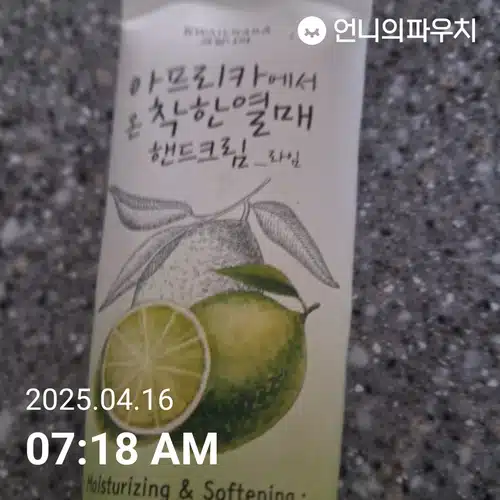 언니의파우치
아프리카에서
온 착한열매
핸드크림_라임
2025.04.16
07:18 AM
Moisturizing & Softening